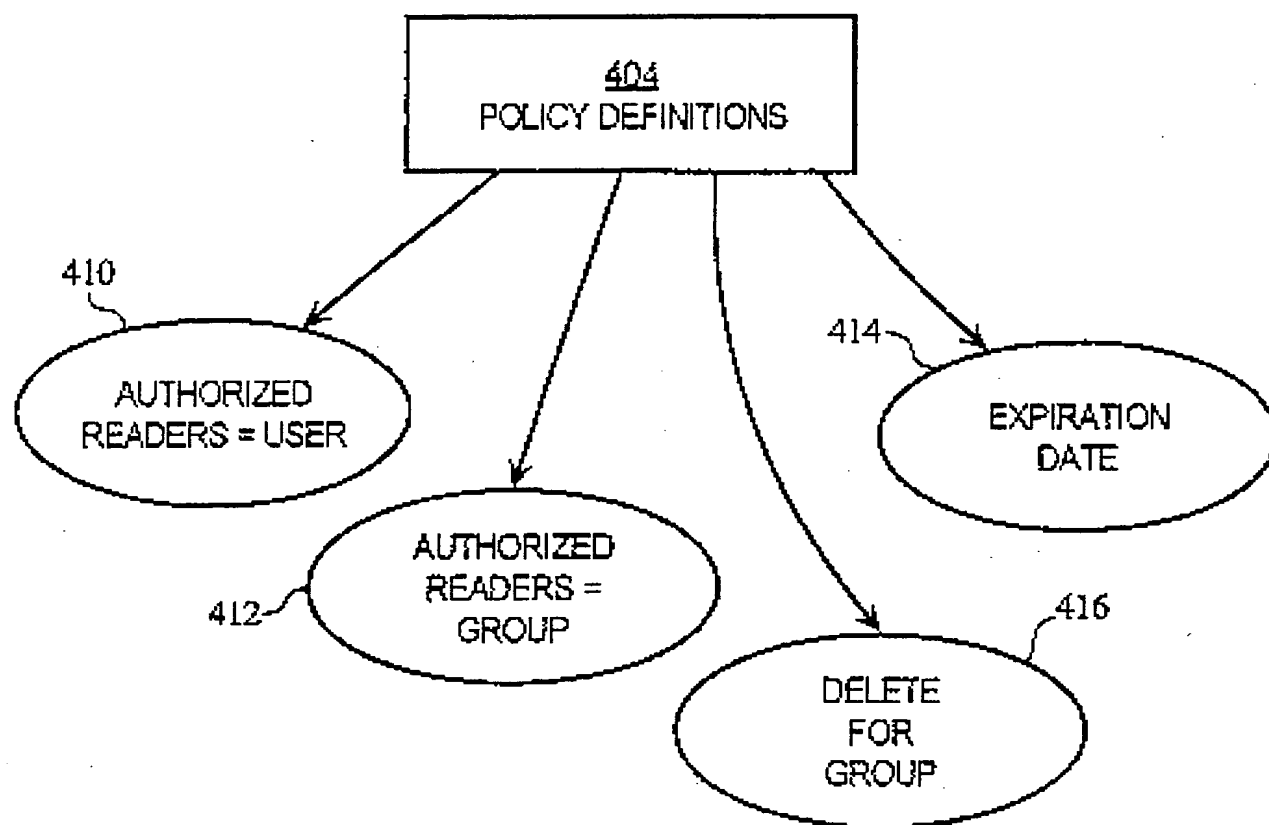 404
POLICY DEFINITIONS
410
AUTHORIZED
READERS = USER
412
AUTHORIZED
READERS =
GROUP
414
EXPIRATION
DATE
416
DELETE
FOR
GROUP